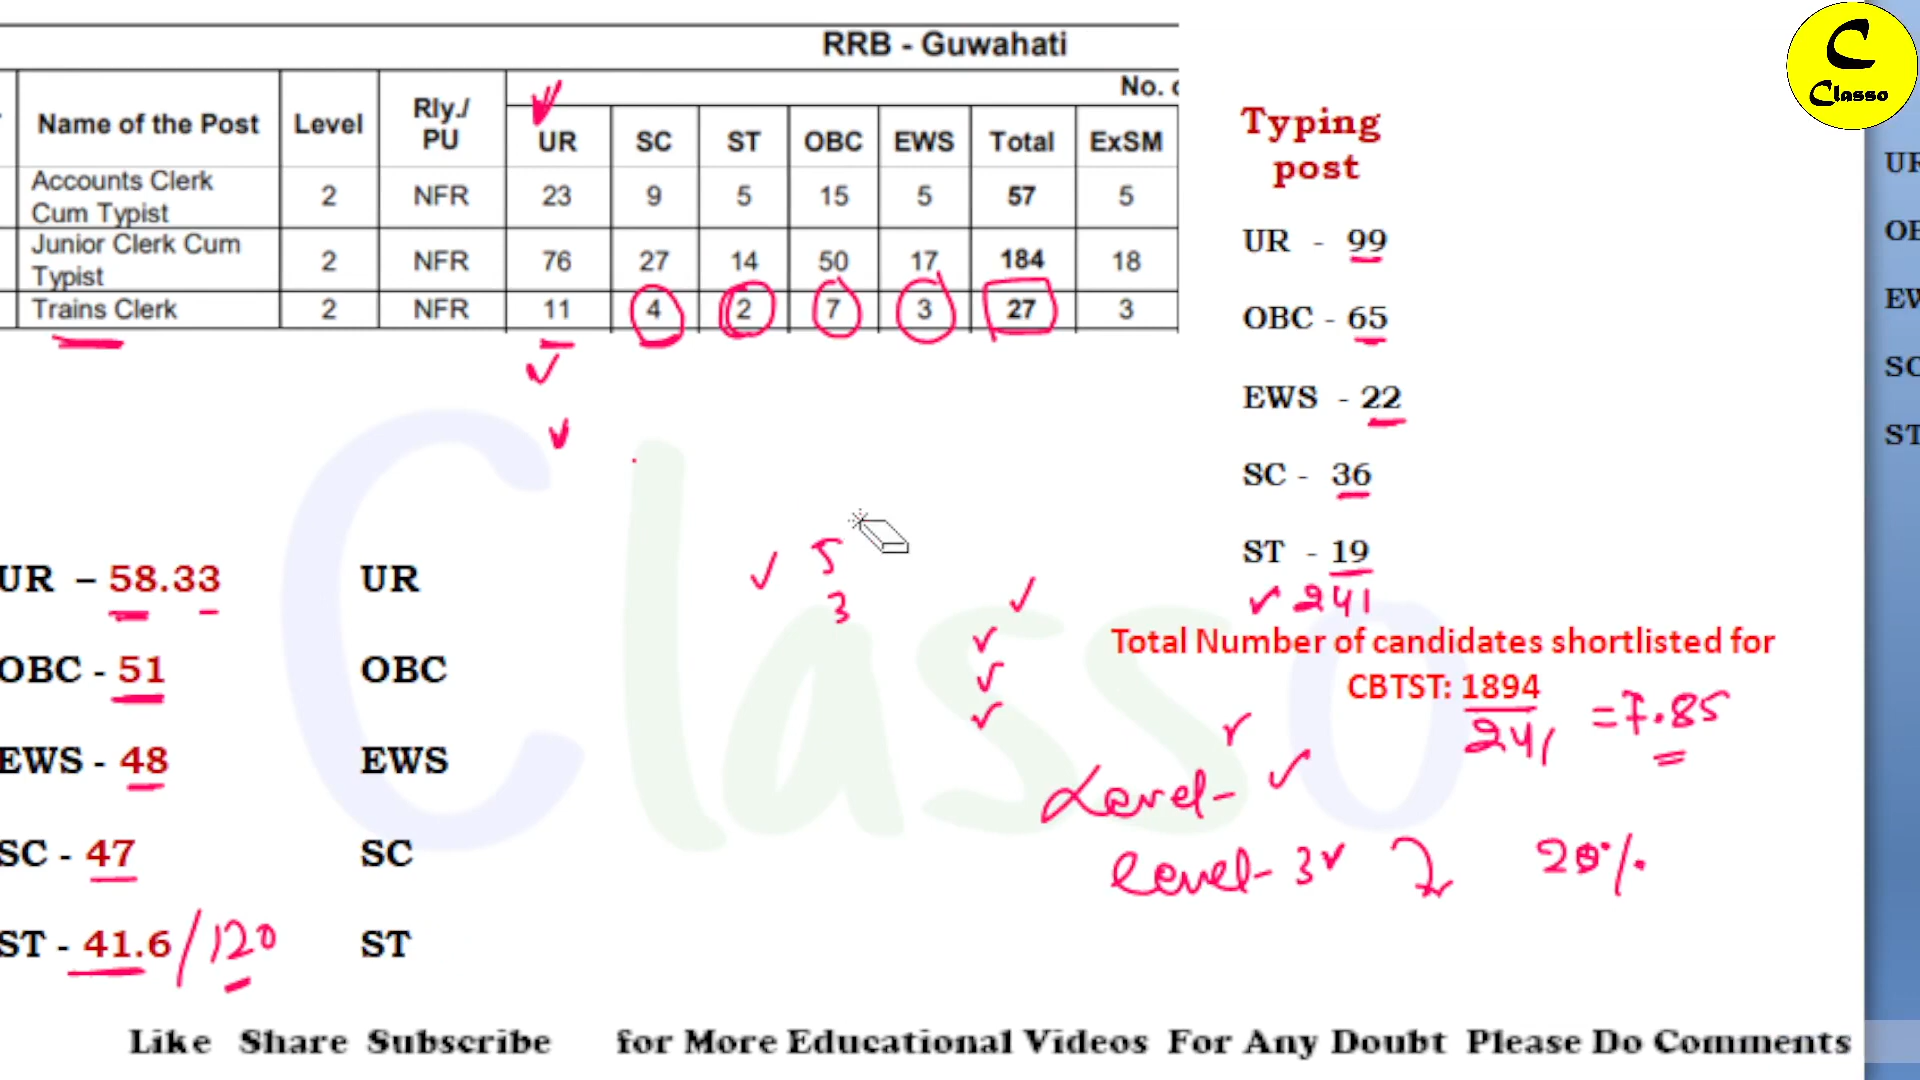 RRB - Guwahati
Name of the Post Level Rly./ PU No.
UR SC ST OBC EWS Total ExSM
Accounts Clerk Cum Typist 2 NFR 23 9 5 15 5 57 5
Junior Clerk Cum Typist 2 NFR 76 27 14 50 17 184 18
Trains Clerk 2 NFR 11 4 2 7 3 27 3
C
Classo
Typing
post
UR - 99
OBC - 65
EWS - 22
SC - 36
ST - 19
241
Total Number of candidates shortlisted for
CBTST: 1894
241
=7.85
Level-
Level-3
20%
5
3
UR – 58.33 UR
OBC - 51 OBC
EWS - 48 EWS
SC - 47 SC
ST - 41.6/120 ST
Classo
UR
SC
ST
Like Share Subscribe for More Educational Videos For Any Doubt Please Do Comments